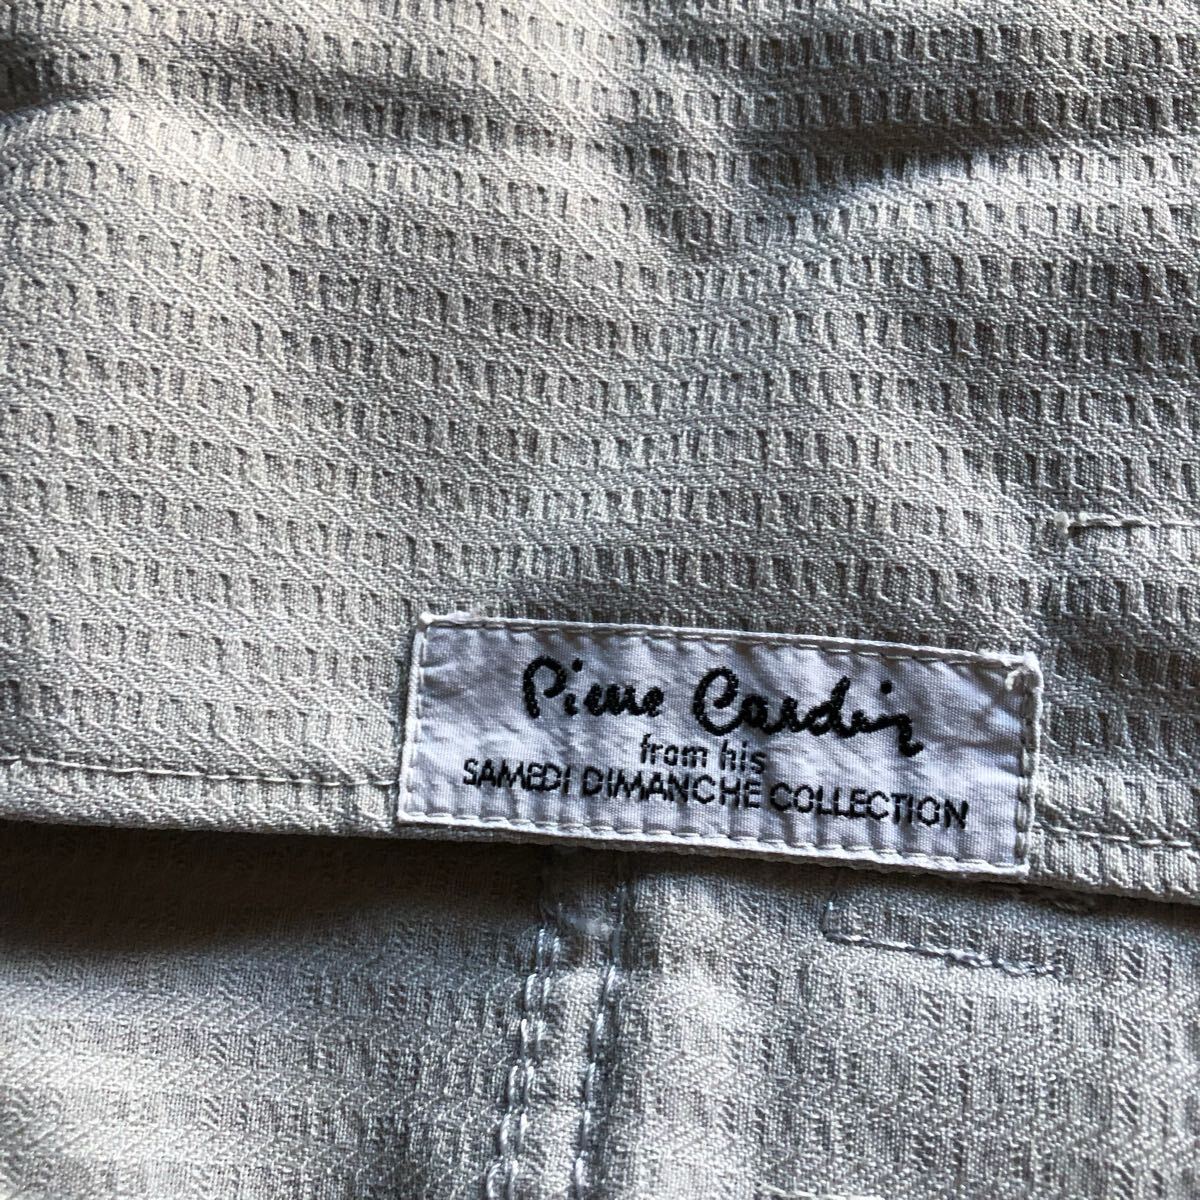 Pierre Cardin
from his
SAMEDI DIMANCHE COLLECTION